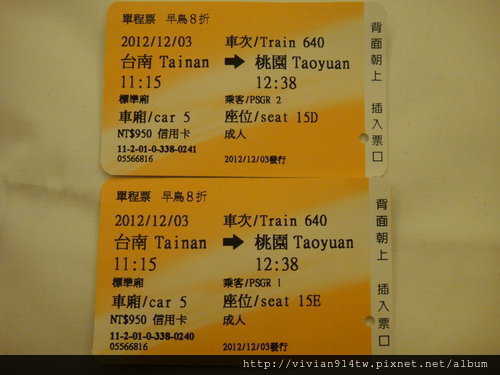 單程票 早鳥8折
2012/12/03 車次/Train 640
台南 Tainan ➡ 桃園 Taoyuan
11:15 12:38
標準廂 乘客/PSGR 2
車廂/car 5 座位/seat 15D
NT$950 信用卡 成人
11-2-01-0-338-0241
05566816 2012/12/03發行
背面朝上 插入票口
單程票 早鳥8折
2012/12/03 車次/Train 640
台南 Tainan ➡ 桃園 Taoyuan
11:15 12:38
標準廂 乘客/PSGR 1
車廂/car 5 座位/seat 15E
NT$950 信用卡 成人
11-2-01-0-338-0240
05566816 2012/12/03發行
背面朝上 插入票口
http://vivian914tw.pixnet.net/album